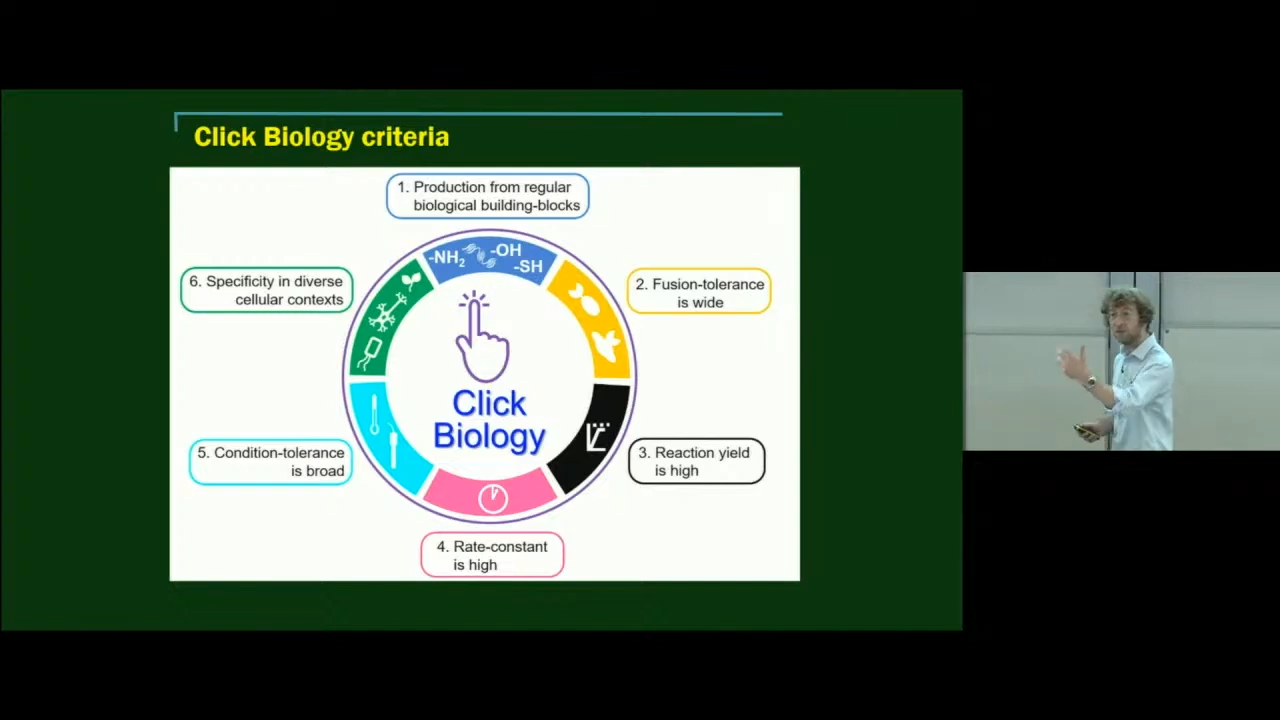 Click Biology criteria
1. Production from regular
biological building-blocks
-NH2
-OH
-SH
6. Specificity in diverse
cellular contexts
2. Fusion-tolerance
is wide
Click
Biology
5. Condition-tolerance
is broad
3. Reaction yield
is high
4. Rate-constant
is high